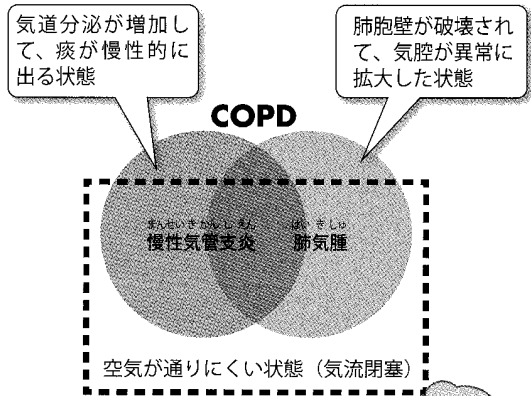 気道分泌が増加し
て、痰が慢性的に
出る状態
肺胞壁が破壊され
て、気腔が異常に
拡大した状態
COPD
まんせいきかんしえん
慢性気管支炎
はいきしゅ
肺気腫
空気が通りにくい状態（気流閉塞）